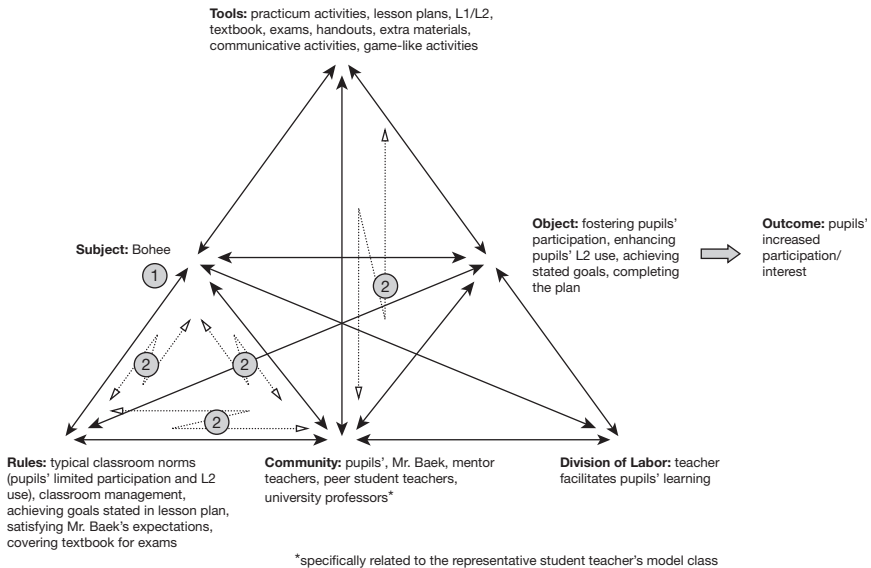 Tools: practicum activities, lesson plans, L1/L2,
textbook, exams, handouts, extra materials,
communicative activities, game-like activities
Subject: Bohee
1
Object: fostering pupils'
participation, enhancing
pupils' L2 use, achieving
stated goals, completing
the plan
Outcome: pupils'
increased
participation/
interest
2
2
2
2
Rules: typical classroom norms
(pupils' limited participation and L2
use), classroom management,
achieving goals stated in lesson plan,
satisfying Mr. Baek's expectations,
covering textbook for exams
Community: pupils', Mr. Baek, mentor
teachers, peer student teachers,
university professors*
Division of Labor: teacher
facilitates pupils' learning
*specifically related to the representative student teacher's model class